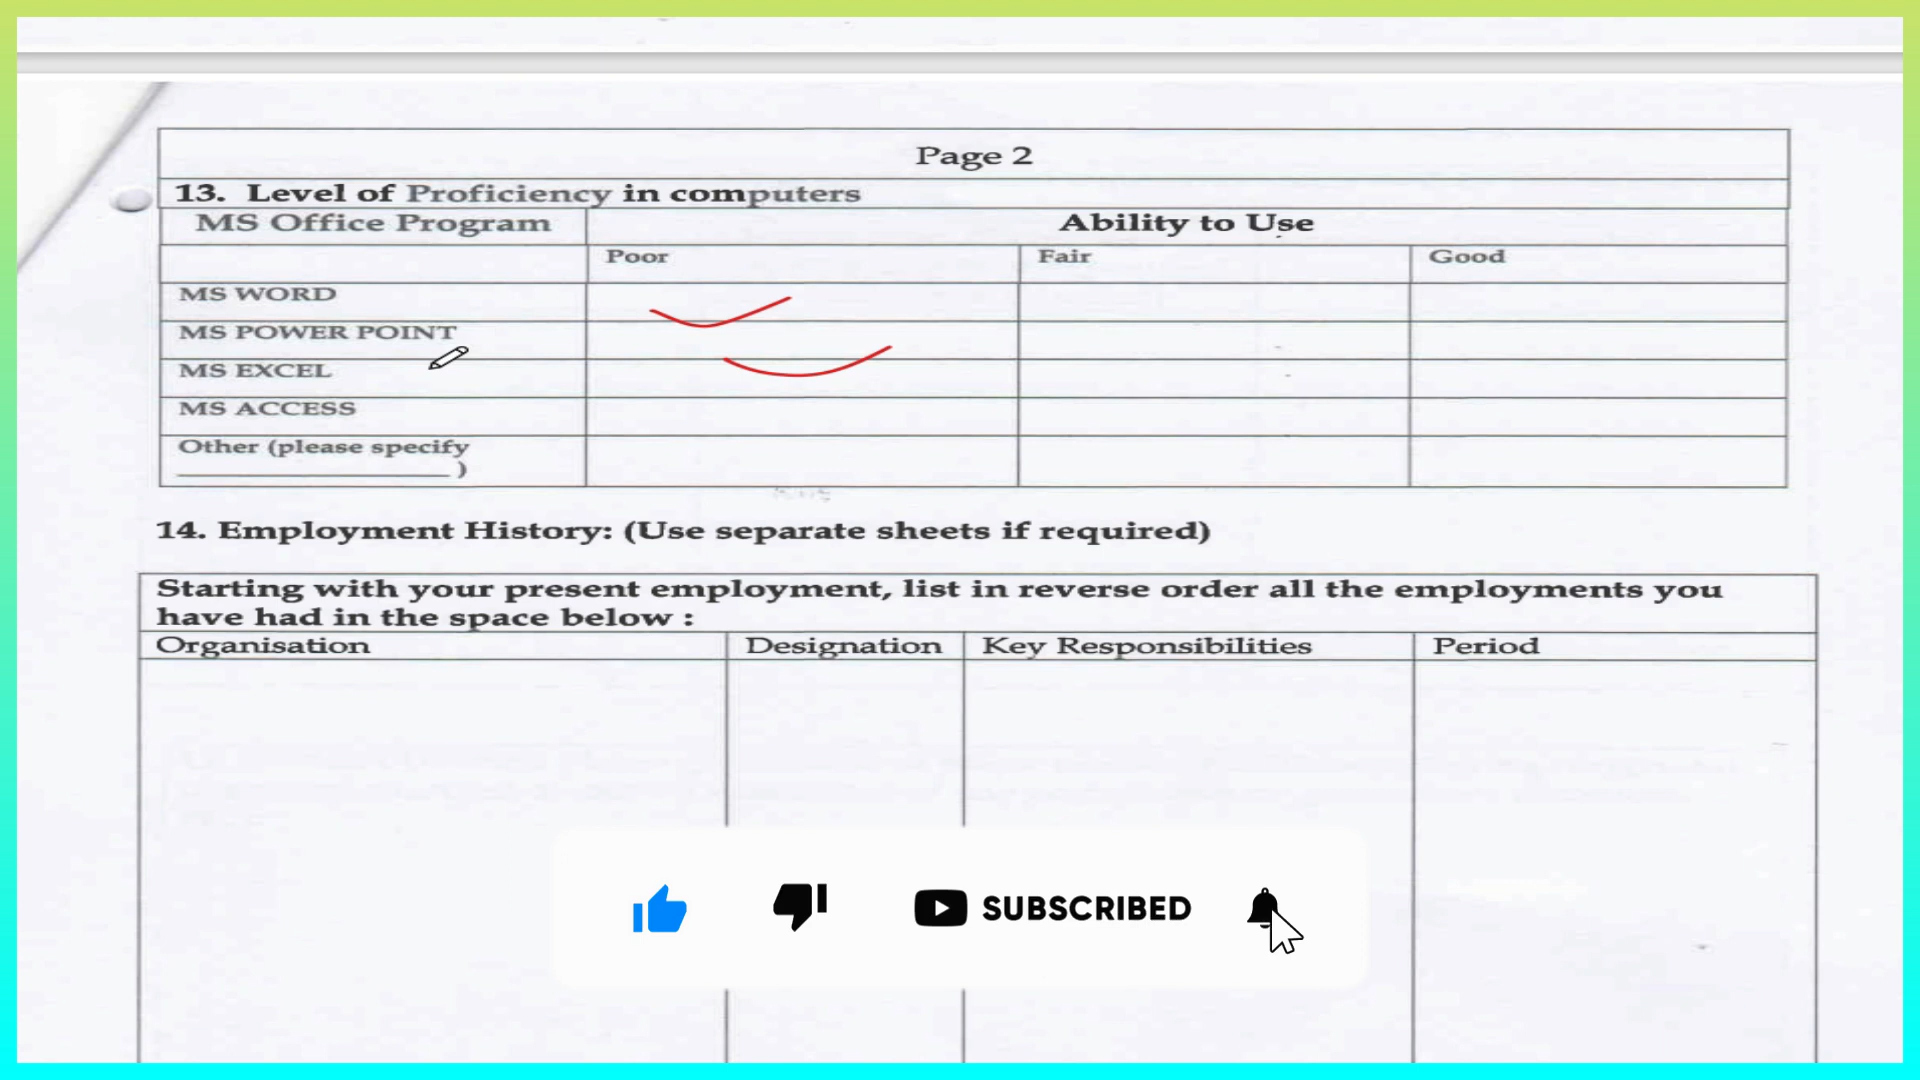 Page 2
13. Level of Proficiency in computers
MS Office Program Ability to Use
Poor Fair Good
MS WORD
MS POWER POINT
MS EXCEL
MS ACCESS
Other (please specify
____________________ )
14. Employment History: (Use separate sheets if required)
Starting with your present employment, list in reverse order all the employments you
have had in the space below :
Organisation Designation Key Responsibilities Period
SUBSCRIBED